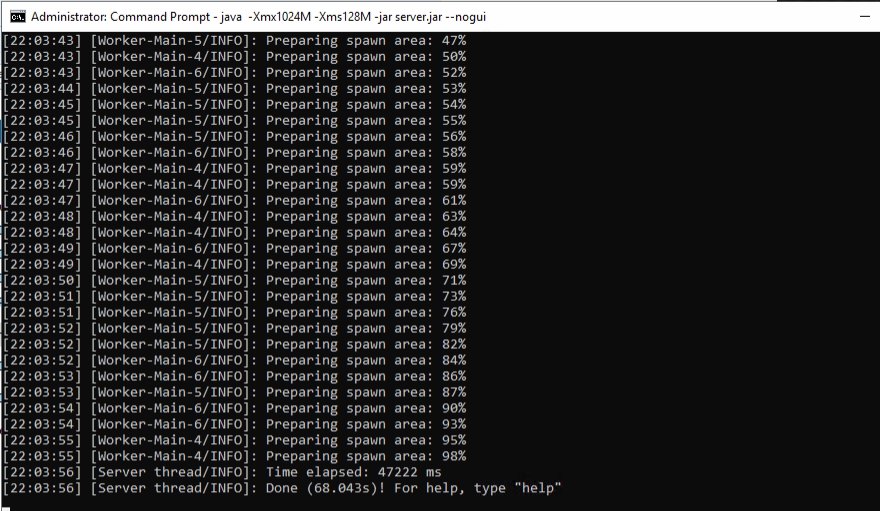 Administrator: Command Prompt - java -Xmx1024M -Xms128M -jar server.jar --nogui
[22:03:43] [Worker-Main-5/INFO]: Preparing spawn area: 47%
[22:03:43] [Worker-Main-4/INFO]: Preparing spawn area: 50%
[22:03:43] [Worker-Main-6/INFO]: Preparing spawn area: 52%
[22:03:44] [Worker-Main-5/INFO]: Preparing spawn area: 53%
[22:03:45] [Worker-Main-5/INFO]: Preparing spawn area: 54%
[22:03:45] [Worker-Main-5/INFO]: Preparing spawn area: 55%
[22:03:46] [Worker-Main-5/INFO]: Preparing spawn area: 56%
[22:03:46] [Worker-Main-6/INFO]: Preparing spawn area: 58%
[22:03:47] [Worker-Main-4/INFO]: Preparing spawn area: 59%
[22:03:47] [Worker-Main-4/INFO]: Preparing spawn area: 59%
[22:03:47] [Worker-Main-6/INFO]: Preparing spawn area: 61%
[22:03:48] [Worker-Main-4/INFO]: Preparing spawn area: 63%
[22:03:48] [Worker-Main-4/INFO]: Preparing spawn area: 64%
[22:03:49] [Worker-Main-6/INFO]: Preparing spawn area: 67%
[22:03:49] [Worker-Main-4/INFO]: Preparing spawn area: 69%
[22:03:50] [Worker-Main-5/INFO]: Preparing spawn area: 71%
[22:03:51] [Worker-Main-5/INFO]: Preparing spawn area: 73%
[22:03:51] [Worker-Main-5/INFO]: Preparing spawn area: 76%
[22:03:52] [Worker-Main-5/INFO]: Preparing spawn area: 79%
[22:03:52] [Worker-Main-5/INFO]: Preparing spawn area: 82%
[22:03:52] [Worker-Main-6/INFO]: Preparing spawn area: 84%
[22:03:53] [Worker-Main-6/INFO]: Preparing spawn area: 86%
[22:03:53] [Worker-Main-5/INFO]: Preparing spawn area: 87%
[22:03:54] [Worker-Main-6/INFO]: Preparing spawn area: 90%
[22:03:54] [Worker-Main-6/INFO]: Preparing spawn area: 93%
[22:03:55] [Worker-Main-4/INFO]: Preparing spawn area: 95%
[22:03:55] [Worker-Main-4/INFO]: Preparing spawn area: 98%
[22:03:56] [Server thread/INFO]: Time elapsed: 47222 ms
[22:03:56] [Server thread/INFO]: Done (68.043s)! For help, type "help"